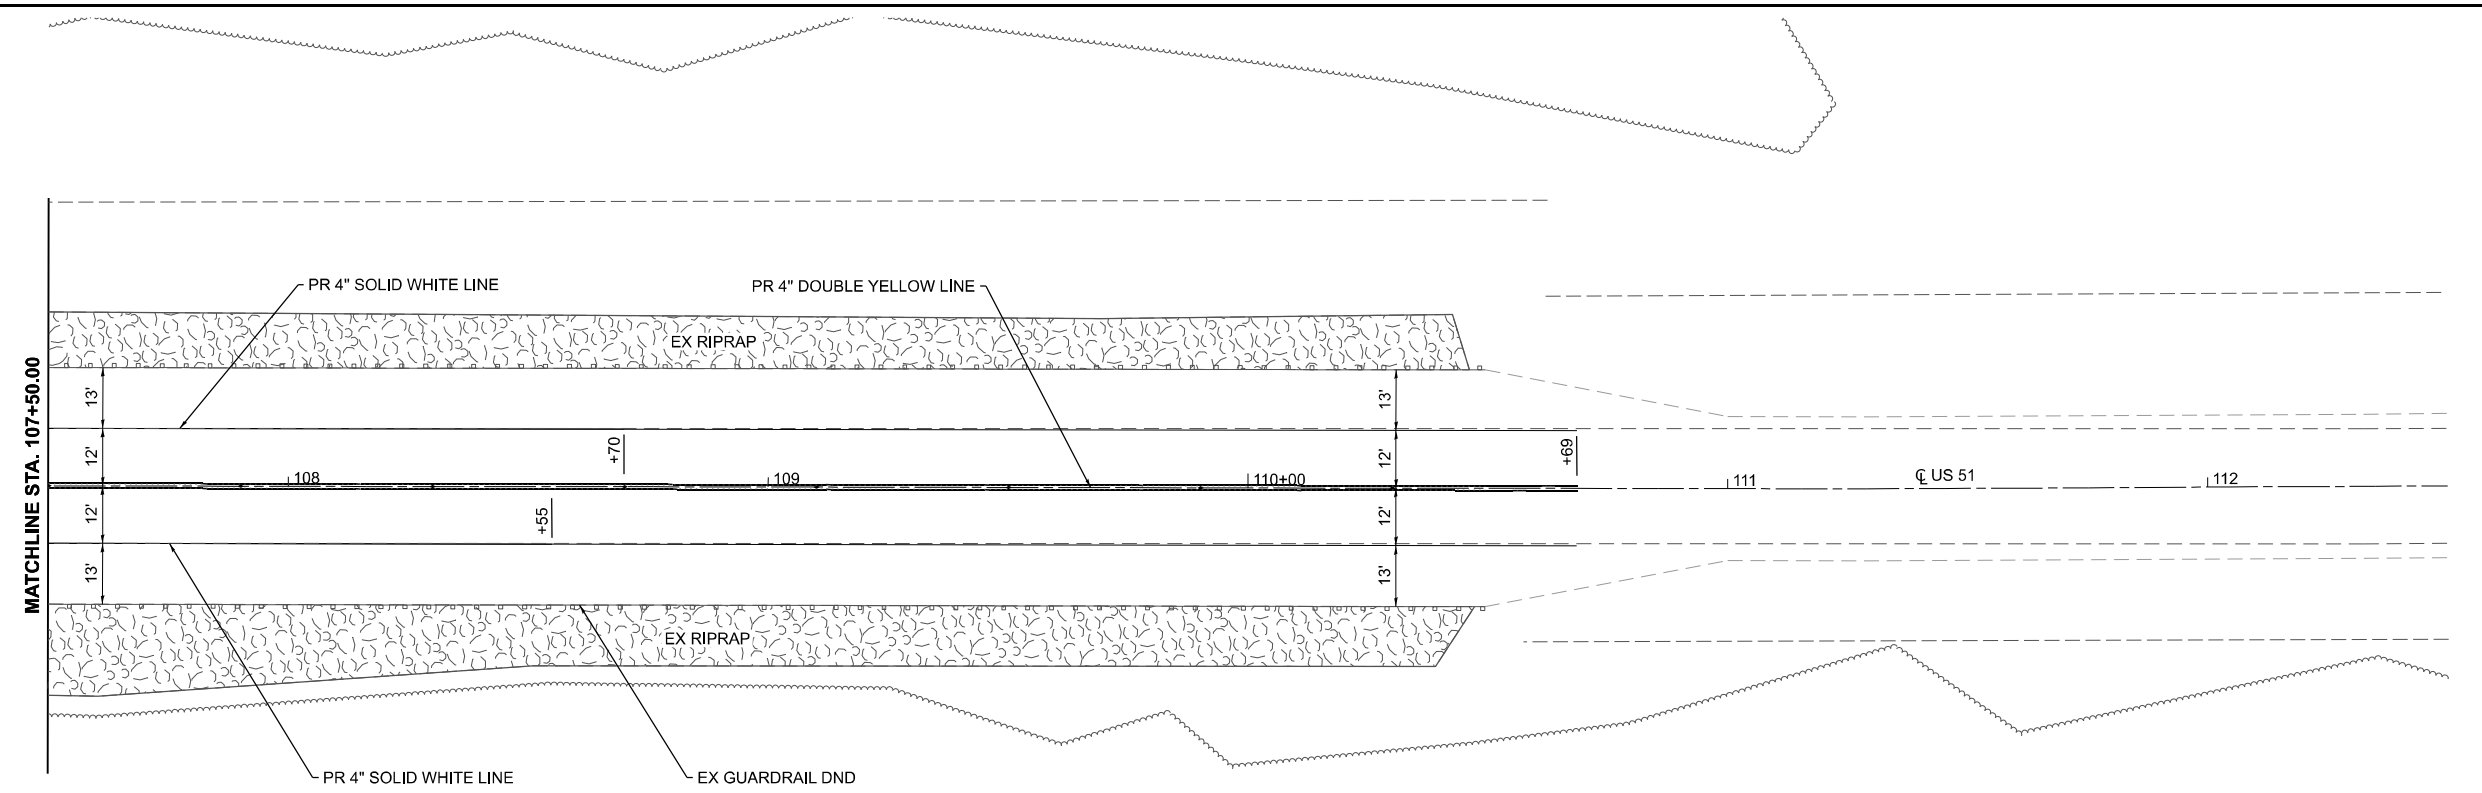 PR 4" SOLID WHITE LINE
PR 4" DOUBLE YELLOW LINE
EX RIPRAP
MATCHLINE STA. 107+50.00
13'
13'
12'
+70
12'
+69
108
109
110+00
111
℄ US 51
112
12'
+55
12'
13'
13'
EX RIPRAP
PR 4" SOLID WHITE LINE
EX GUARDRAIL DND